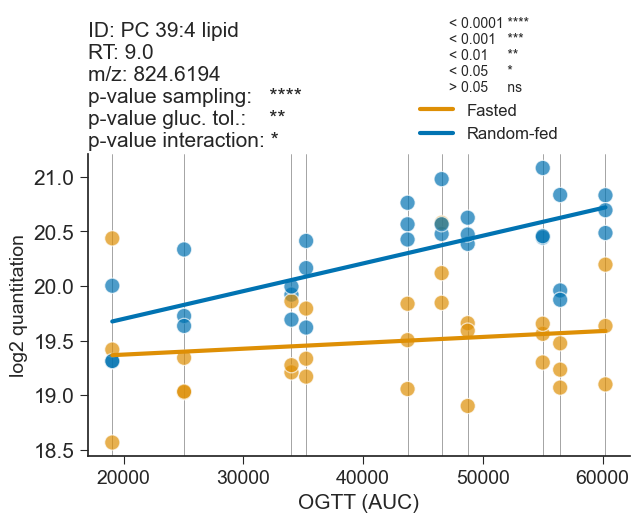 ID: PC 39:4 lipid
RT: 9.0
m/z: 824.6194
p-value sampling: ****
p-value gluc. tol.: **
p-value interaction: *
< 0.0001 ****
< 0.001 ***
< 0.01 **
< 0.05 *
> 0.05 ns
Fasted
Random-fed
log2 quantitation
21.0
20.5
20.0
19.5
19.0
18.5
20000 30000 40000 50000 60000
OGTT (AUC)